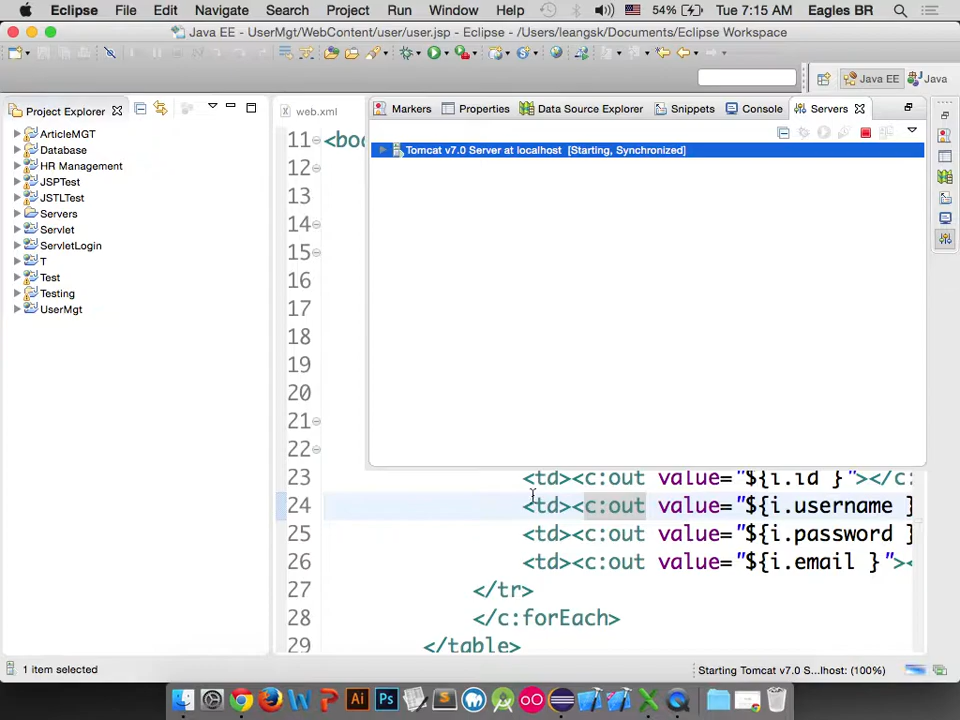 Eclipse File Edit Navigate Search Project Run Window Help 54% Tue 7:15 AM Eagles BR
Java EE - UserMgt/WebContent/user/user.jsp - Eclipse - /Users/leangsk/Documents/Eclipse Workspace
Java EE Java
Project Explorer web.xml Markers Properties Data Source Explorer Snippets Console Servers
ArticleMGT
Database
HR Management
JSPTest
JSTLTest
Servers
Servlet
ServletLogin
T
Test
Testing
UserMgt
Tomcat v7.0 Server at localhost [Starting, Synchronized]
11 <boo
12
13
14
15
16
17
18
19
20
21
22
23 <td><c:out value="${i.id }"></c:
24 <td><c:out value="${i.username }
25 <td><c:out value="${i.password }
26 <td><c:out value="${i.email }"><
27 </tr>
28 </c:forEach>
29 </table>
1 item selected Starting Tomcat v7.0 S...lhost: (100%)
W P Ai Ps S X